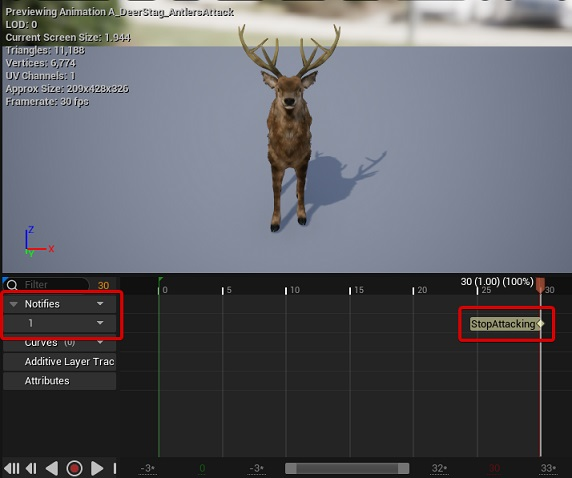 Previewing Animation A_DeerStag_AntlersAttack
LOD: 0
Current Screen Size: 1.944
Triangles: 11,188
Vertices: 6,774
UV Channels: 1
Approx Size: 209x428x326
Framerate: 30 fps
Z
X
Y
Filter 30
30 (1.00) (100%)
0 5 10 15 20 25 30
Notifies
1
StopAttacking
Curves (0)
Additive Layer Trac
Attributes
-3* 0 -3* 32* 30 33*